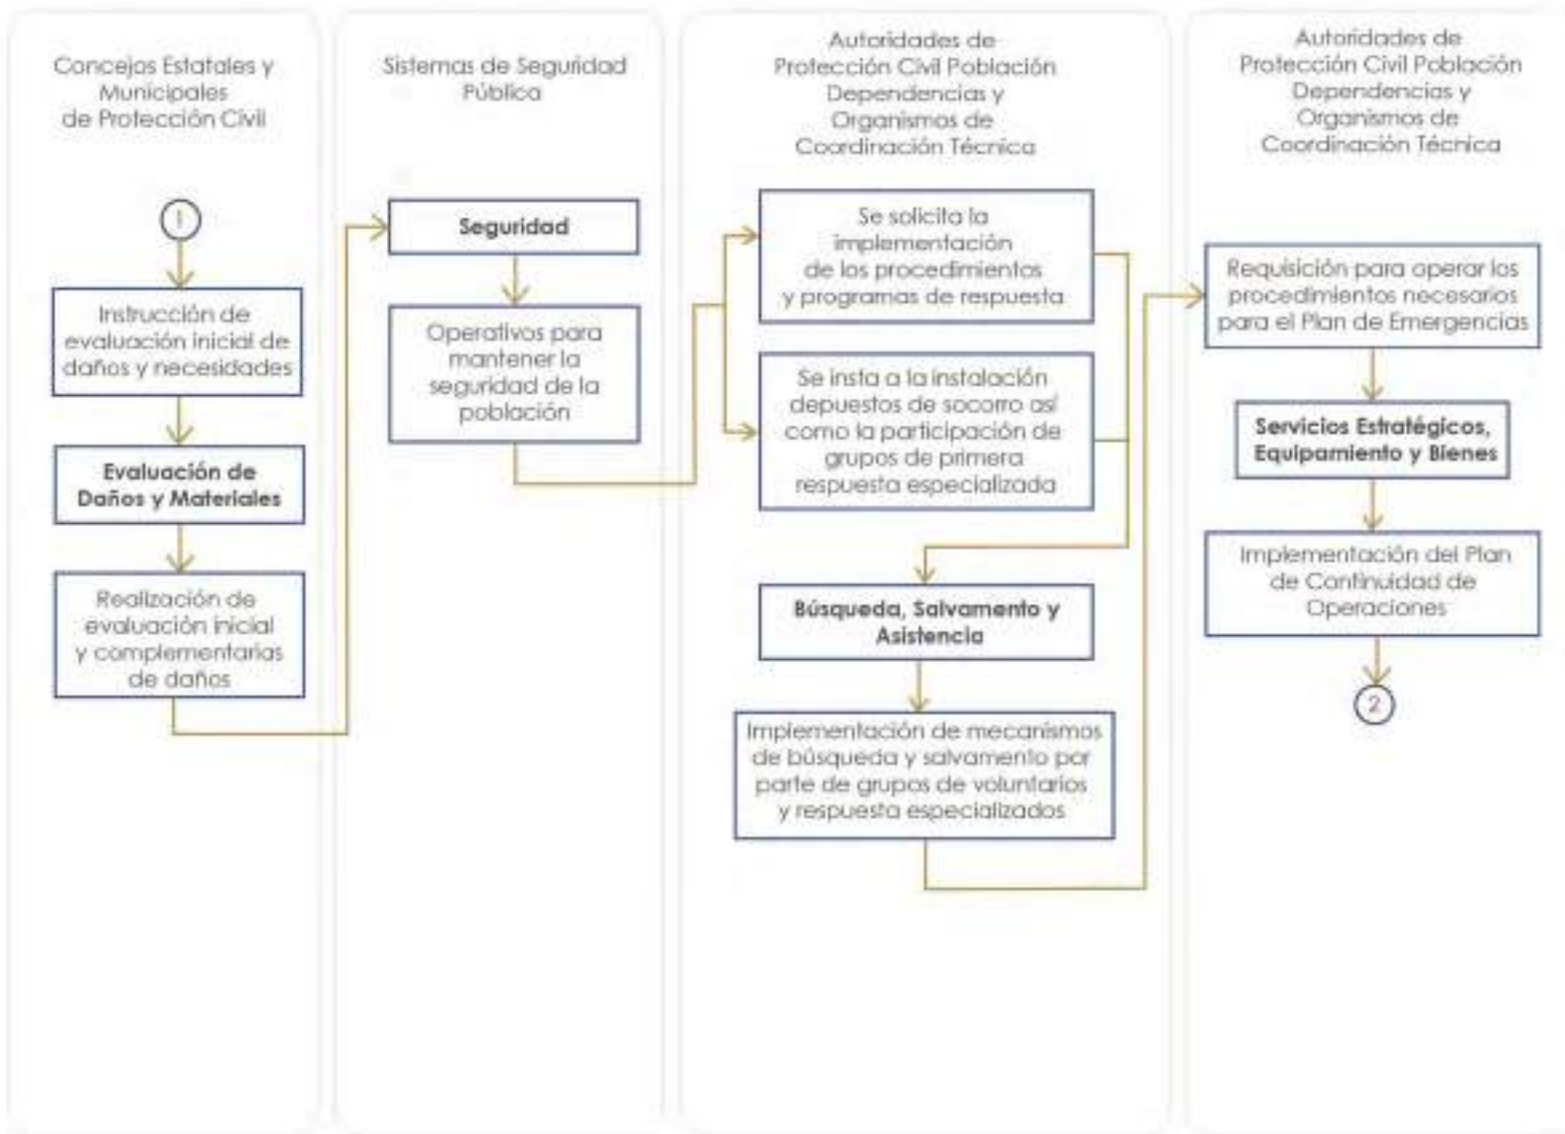 Concejos Estatales y
Municipales
de Protección Civil
1
Instrucción de
evaluación inicial de
daños y necesidades
Evaluación de
Daños y Materiales
Realización de
evaluación inicial
y complementarias
de daños
Sistemas de Seguridad
Pública
Seguridad
Operativos para
mantener la
seguridad de la
población
Autoridades de
Protección Civil Población
Dependencias y
Organismos de
Coordinación Técnica
Se solicita la
implementación
de los procedimientos
y programas de respuesta
Se insta a la instalación
depuestos de socorro así
como la participación de
grupos de primera
respuesta especializada
Búsqueda, Salvamento y
Asistencia
Implementación de mecanismos
de búsqueda y salvamento por
parte de grupos de voluntarios
y respuesta especializados
Autoridades de
Protección Civil Población
Dependencias y
Organismos de
Coordinación Técnica
Requisición para operar los
procedimientos necesarios
para el Plan de Emergencias
Servicios Estratégicos,
Equipamiento y Bienes
Implementación del Plan
de Continuidad de
Operaciones
2